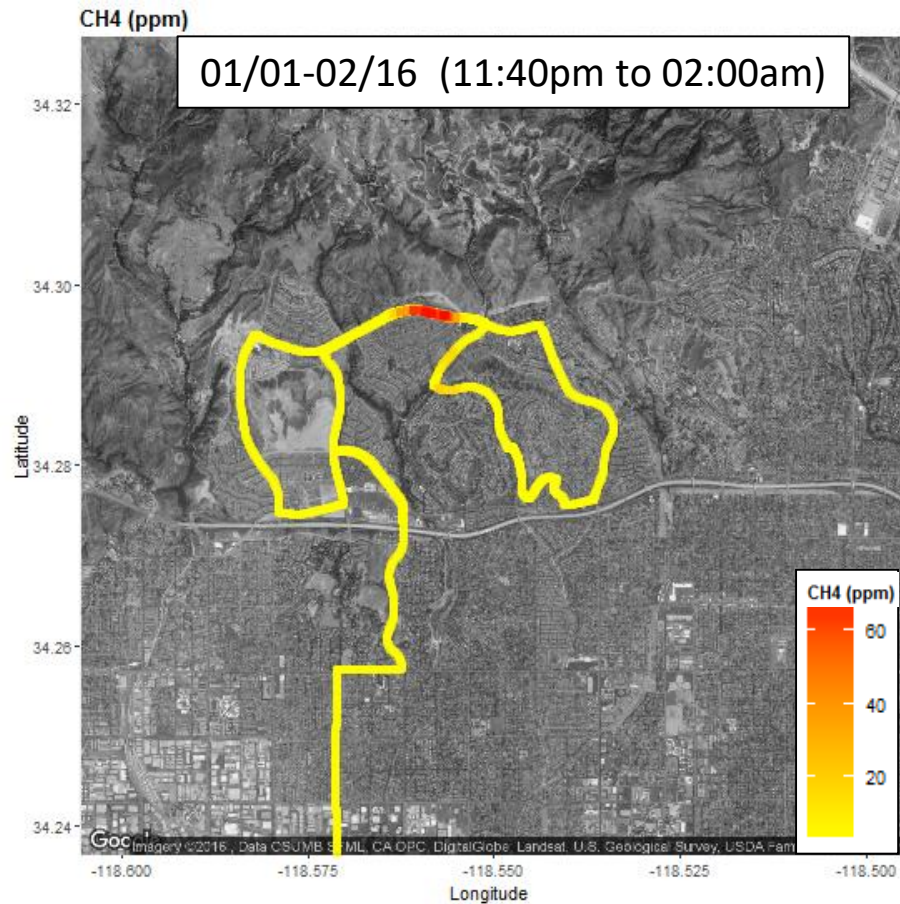 CH4 (ppm)
01/01-02/16 (11:40pm to 02:00am)
34.32
34.30
34.28
34.26
34.24
Latitude
CH4 (ppm)
60
40
20
Imagery ©2016 , Data CSUMB SFML, CA OPC, DigitalGlobe, Landsat, U.S. Geological Survey, USDA Farm
-118.600
-118.575
-118.550
-118.525
-118.500
Longitude